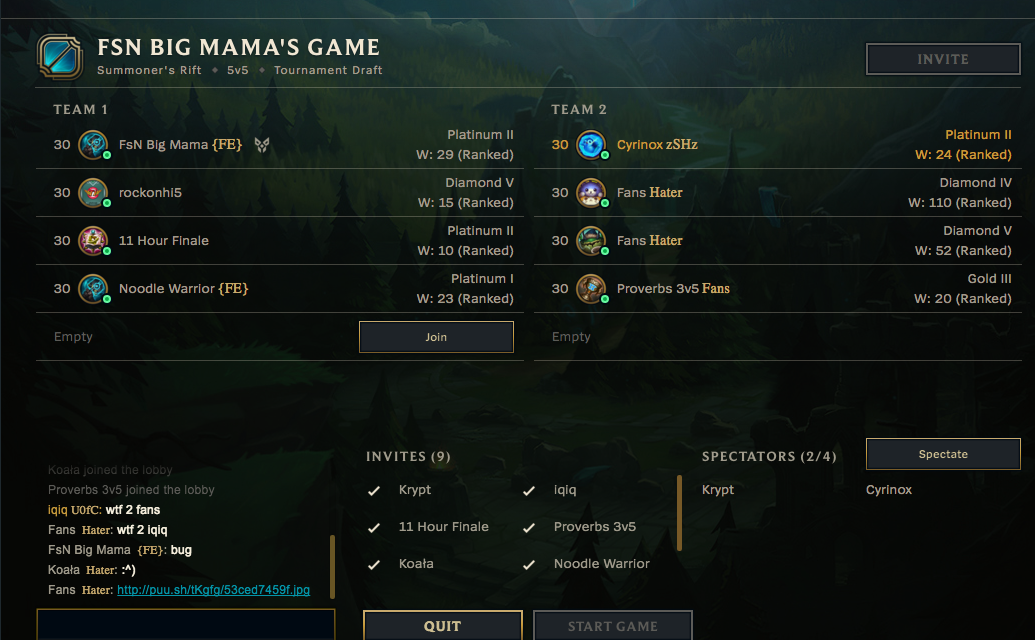 FSN BIG MAMA'S GAME
Summoner's Rift • 5v5 • Tournament Draft
INVITE
TEAM 1
30 FsN Big Mama {FE} Platinum II
W: 29 (Ranked)
30 rockonhi5 Diamond V
W: 15 (Ranked)
30 11 Hour Finale Platinum II
W: 10 (Ranked)
30 Noodle Warrior {FE} Platinum I
W: 23 (Ranked)
Empty Join
TEAM 2
30 Cyrinox zSHz Platinum II
W: 24 (Ranked)
30 Fans Hater Diamond IV
W: 110 (Ranked)
30 Fans Hater Diamond V
W: 52 (Ranked)
30 Proverbs 3v5 Fans Gold III
W: 20 (Ranked)
Empty
Koała joined the lobby
Proverbs 3v5 joined the lobby
iqiq U0fC: wtf 2 fans
Fans Hater: wtf 2 iqiq
FsN Big Mama {FE}: bug
Koała Hater: :^)
Fans Hater: http://puu.sh/tKgfg/53ced7459f.jpg
INVITES (9)
Krypt iqiq
11 Hour Finale Proverbs 3v5
Koała Noodle Warrior
SPECTATORS (2/4) Spectate
Krypt Cyrinox
QUIT START GAME